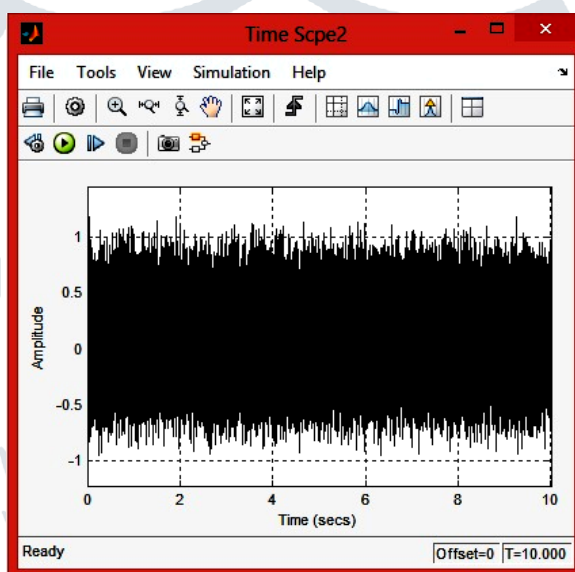 Time Scpe2
File Tools View Simulation Help
1
0.5
0
-0.5
-1
Amplitude
0 2 4 6 8 10
Time (secs)
Ready Offset=0 T=10.000